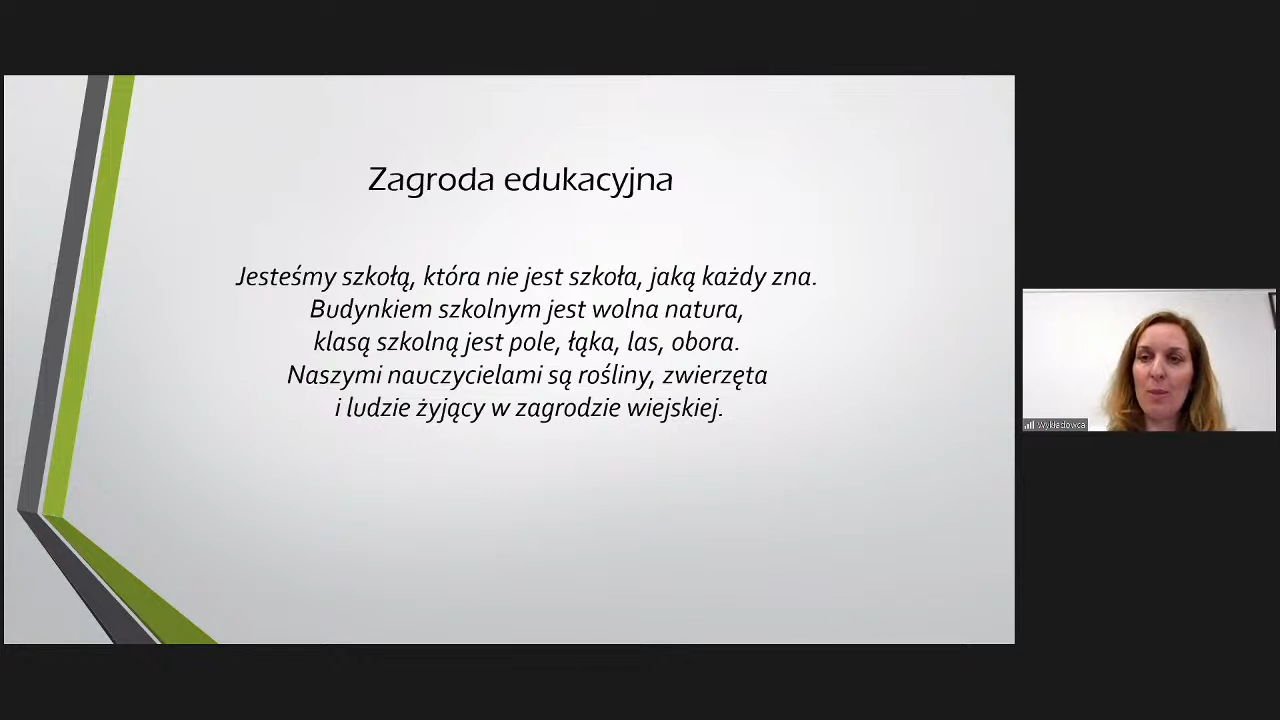 Zagroda edukacyjna
Jesteśmy szkołą, która nie jest szkoła, jaką każdy zna.
Budynkiem szkolnym jest wolna natura,
klasą szkolną jest pole, łąka, las, obora.
Naszymi nauczycielami są rośliny, zwierzęta
i ludzie żyjący w zagrodzie wiejskiej.
Wykładowca